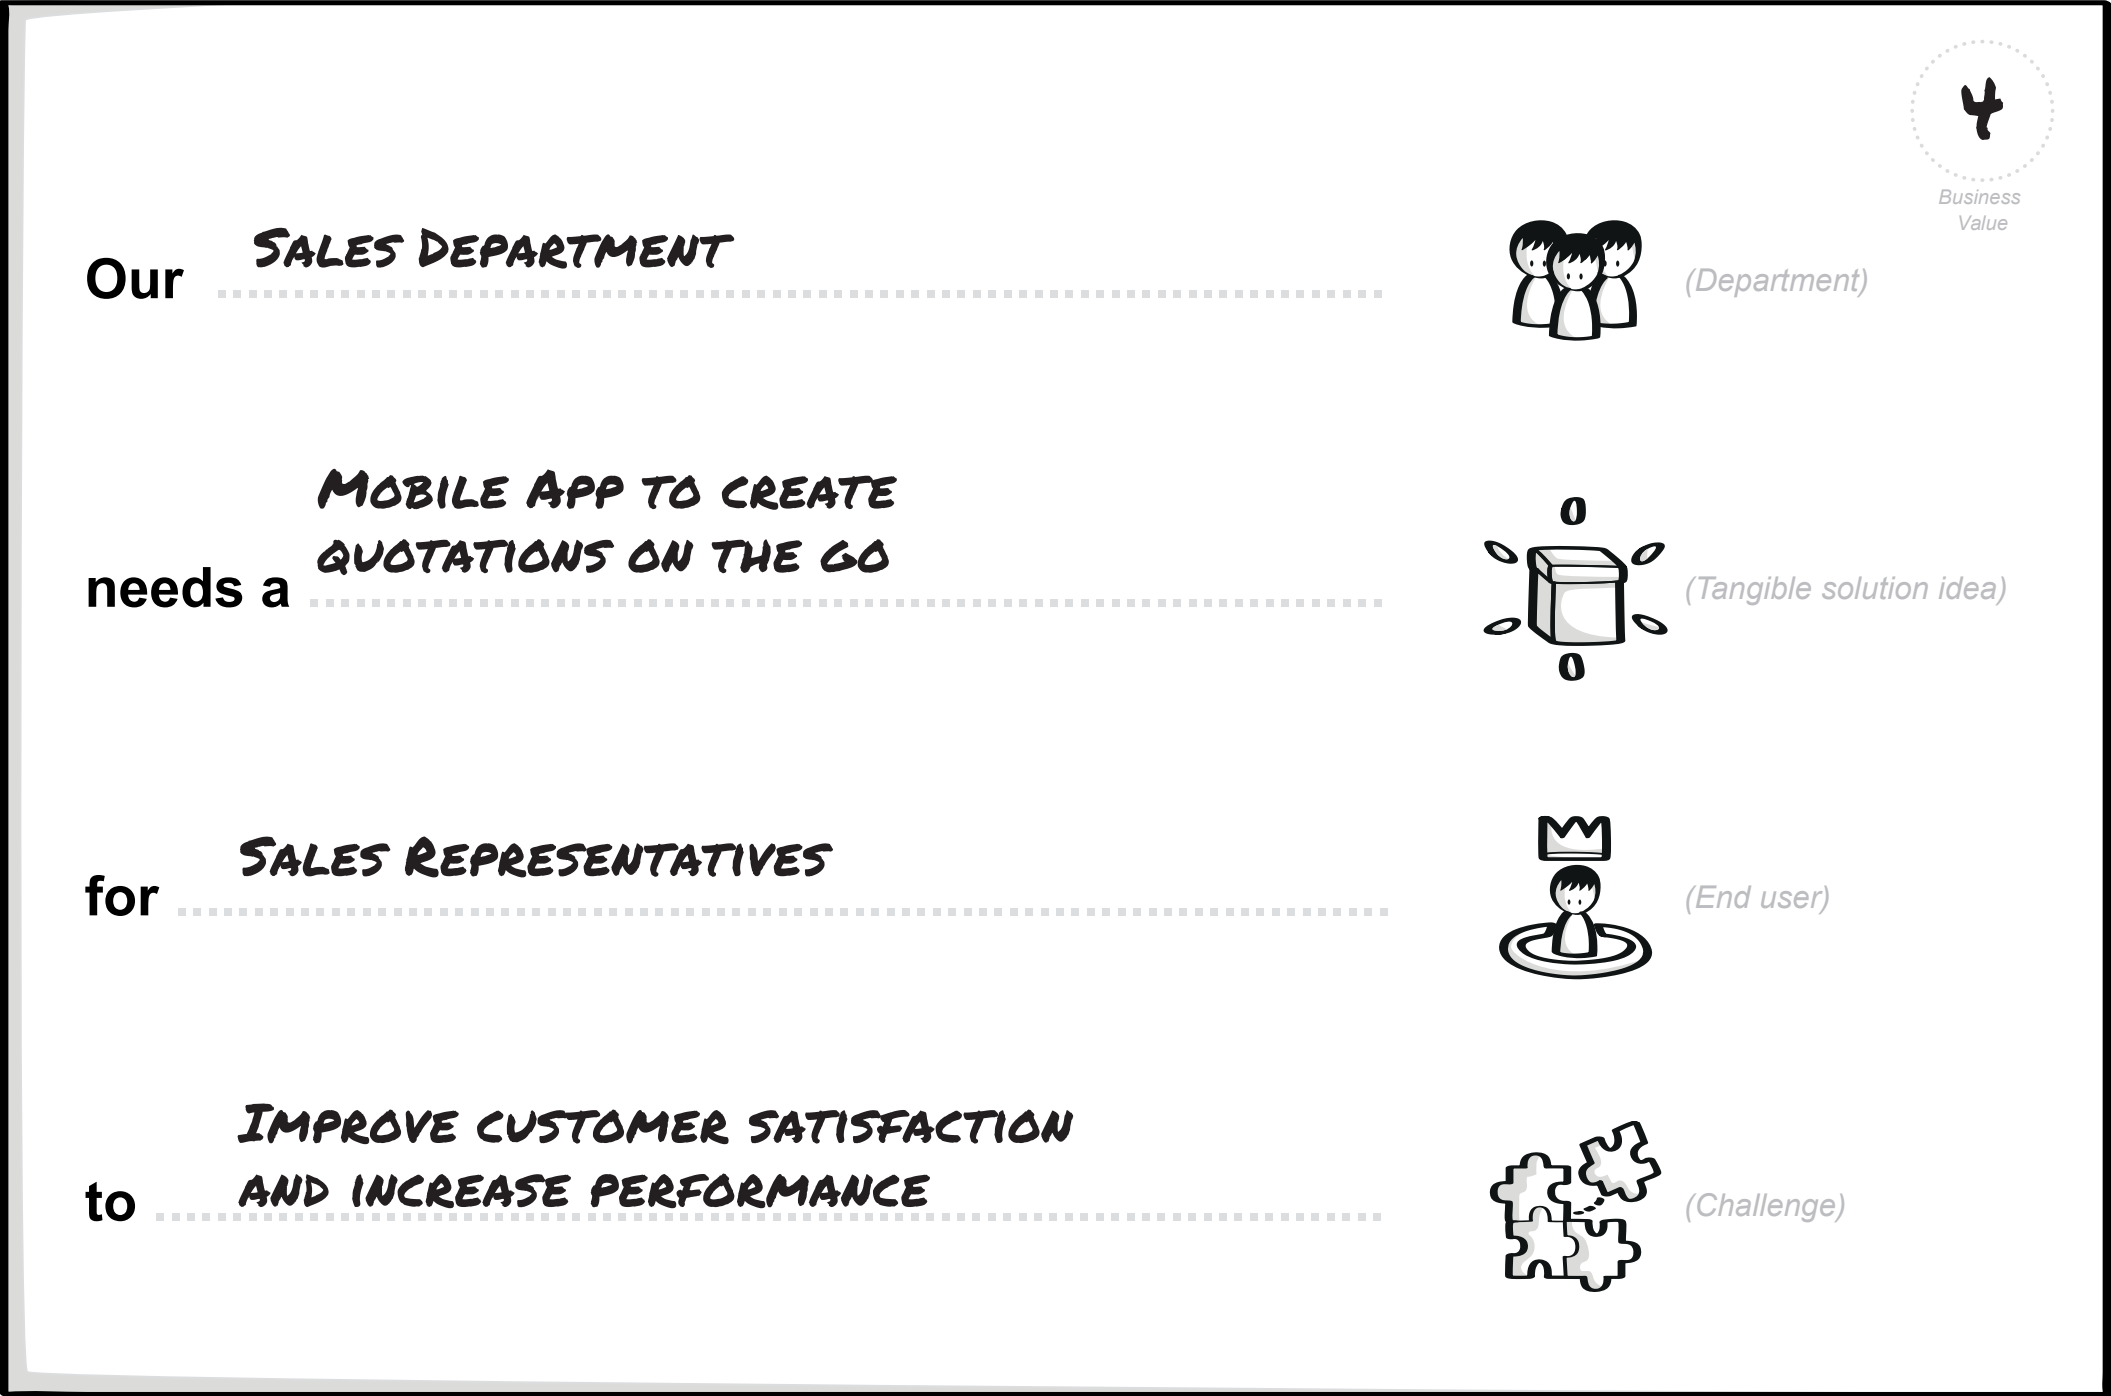 4
Business
Value
Our Sales Department (Department)
Mobile App to create
quotations on the go
needs a (Tangible solution idea)
Sales Representatives
for (End user)
Improve customer satisfaction
and increase performance
to (Challenge)